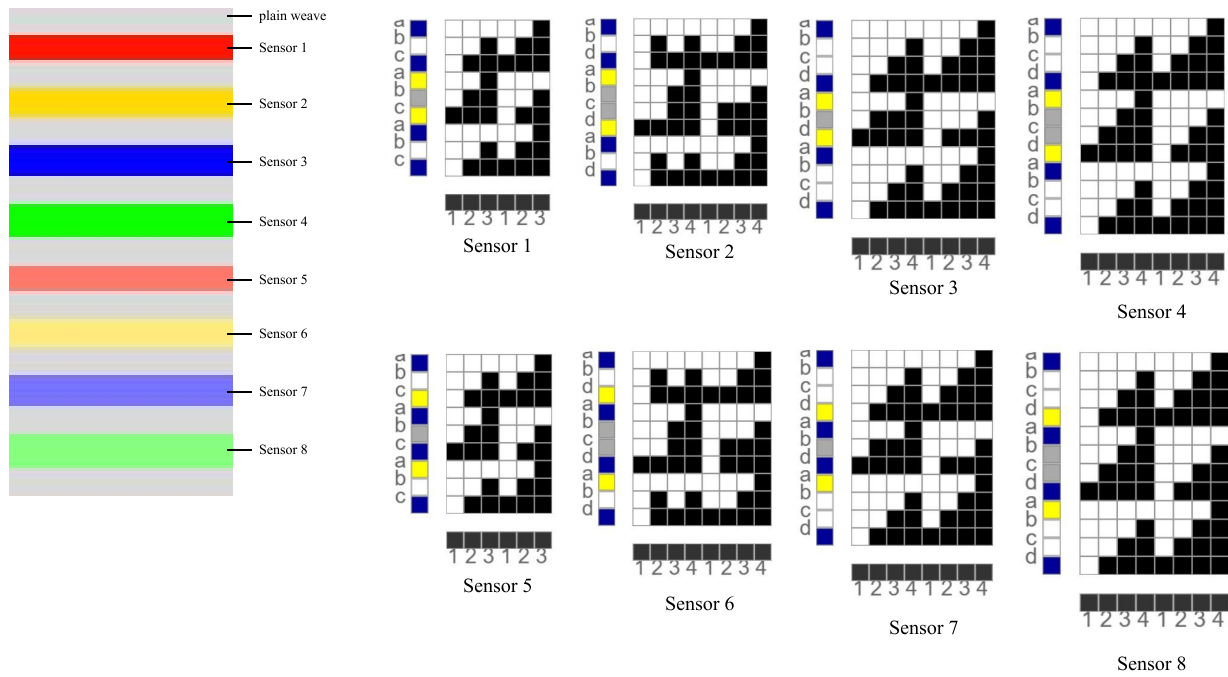 plain weave
Sensor 1
Sensor 2
Sensor 3
Sensor 4
Sensor 5
Sensor 6
Sensor 7
Sensor 8
a
b
c
a
b
c
a
b
c
1 2 3 1 2 3
Sensor 1
a
b
d
a
b
c
d
a
b
d
1 2 3 4 1 2 3 4
Sensor 2
a
b
c
d
a
b
d
a
b
c
d
1 2 3 4 1 2 3 4
Sensor 3
a
b
c
d
a
b
c
d
a
b
c
d
1 2 3 4 1 2 3 4
Sensor 4
a
b
c
a
b
c
a
b
c
1 2 3 1 2 3
Sensor 5
a
b
d
a
b
c
d
a
b
d
1 2 3 4 1 2 3 4
Sensor 6
a
b
c
d
a
b
d
a
b
c
d
1 2 3 4 1 2 3 4
Sensor 7
a
b
c
d
a
b
c
d
a
b
c
d
1 2 3 4 1 2 3 4
Sensor 8